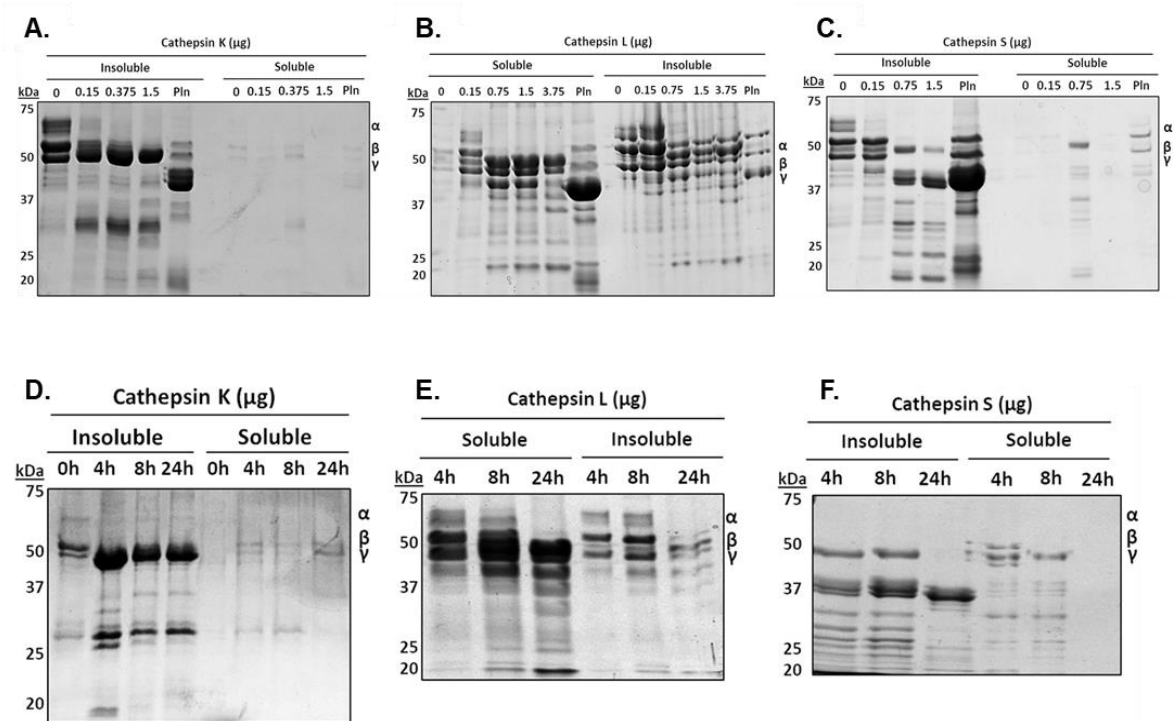 A.
Cathepsin K (μg)
Insoluble Soluble
kDa 0 0.15 0.375 1.5 Pln 0 0.15 0.375 1.5 Pln
75
50
37
25
20
α
β
γ
B.
Cathepsin L (μg)
Soluble Insoluble
kDa 0 0.15 0.75 1.5 3.75 Pln 0 0.15 0.75 1.5 3.75 Pln
75
50
37
25
20
α
β
γ
C.
Cathepsin S (μg)
Insoluble Soluble
kDa 0 0.15 0.75 1.5 Pln 0 0.15 0.75 1.5 Pln
75
50
37
25
20
α
β
γ
D.
Cathepsin K (μg)
Insoluble Soluble
kDa 0h 4h 8h 24h 0h 4h 8h 24h
75
50
37
25
20
α
β
γ
E.
Cathepsin L (μg)
Soluble Insoluble
kDa 4h 8h 24h 4h 8h 24h
75
50
37
25
20
α
β
γ
F.
Cathepsin S (μg)
Insoluble Soluble
kDa 4h 8h 24h 4h 8h 24h
75
50
37
25
20
α
β
γ